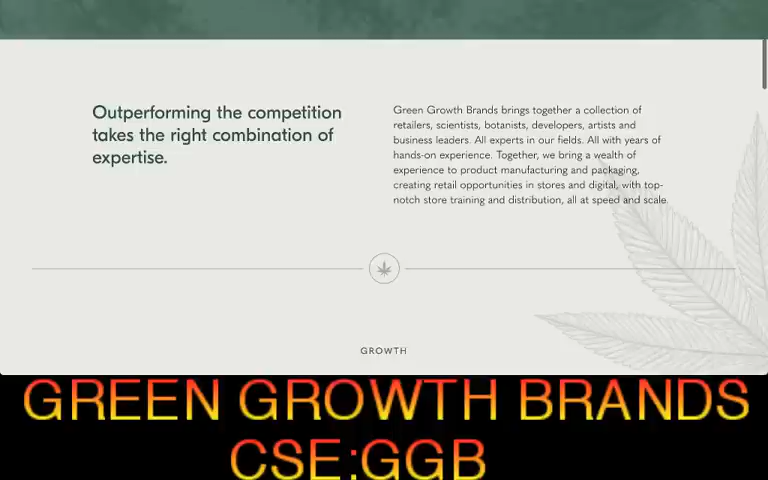 Outperforming the competition
takes the right combination of
expertise.
Green Growth Brands brings together a collection of
retailers, scientists, botanists, developers, artists and
business leaders. All experts in our fields. All with years of
hands-on experience. Together, we bring a wealth of
experience to product manufacturing and packaging,
creating retail opportunities in stores and digital, with top-
notch store training and distribution, all at speed and scale.
GROWTH
GREEN GROWTH BRANDS
CSE:GGB